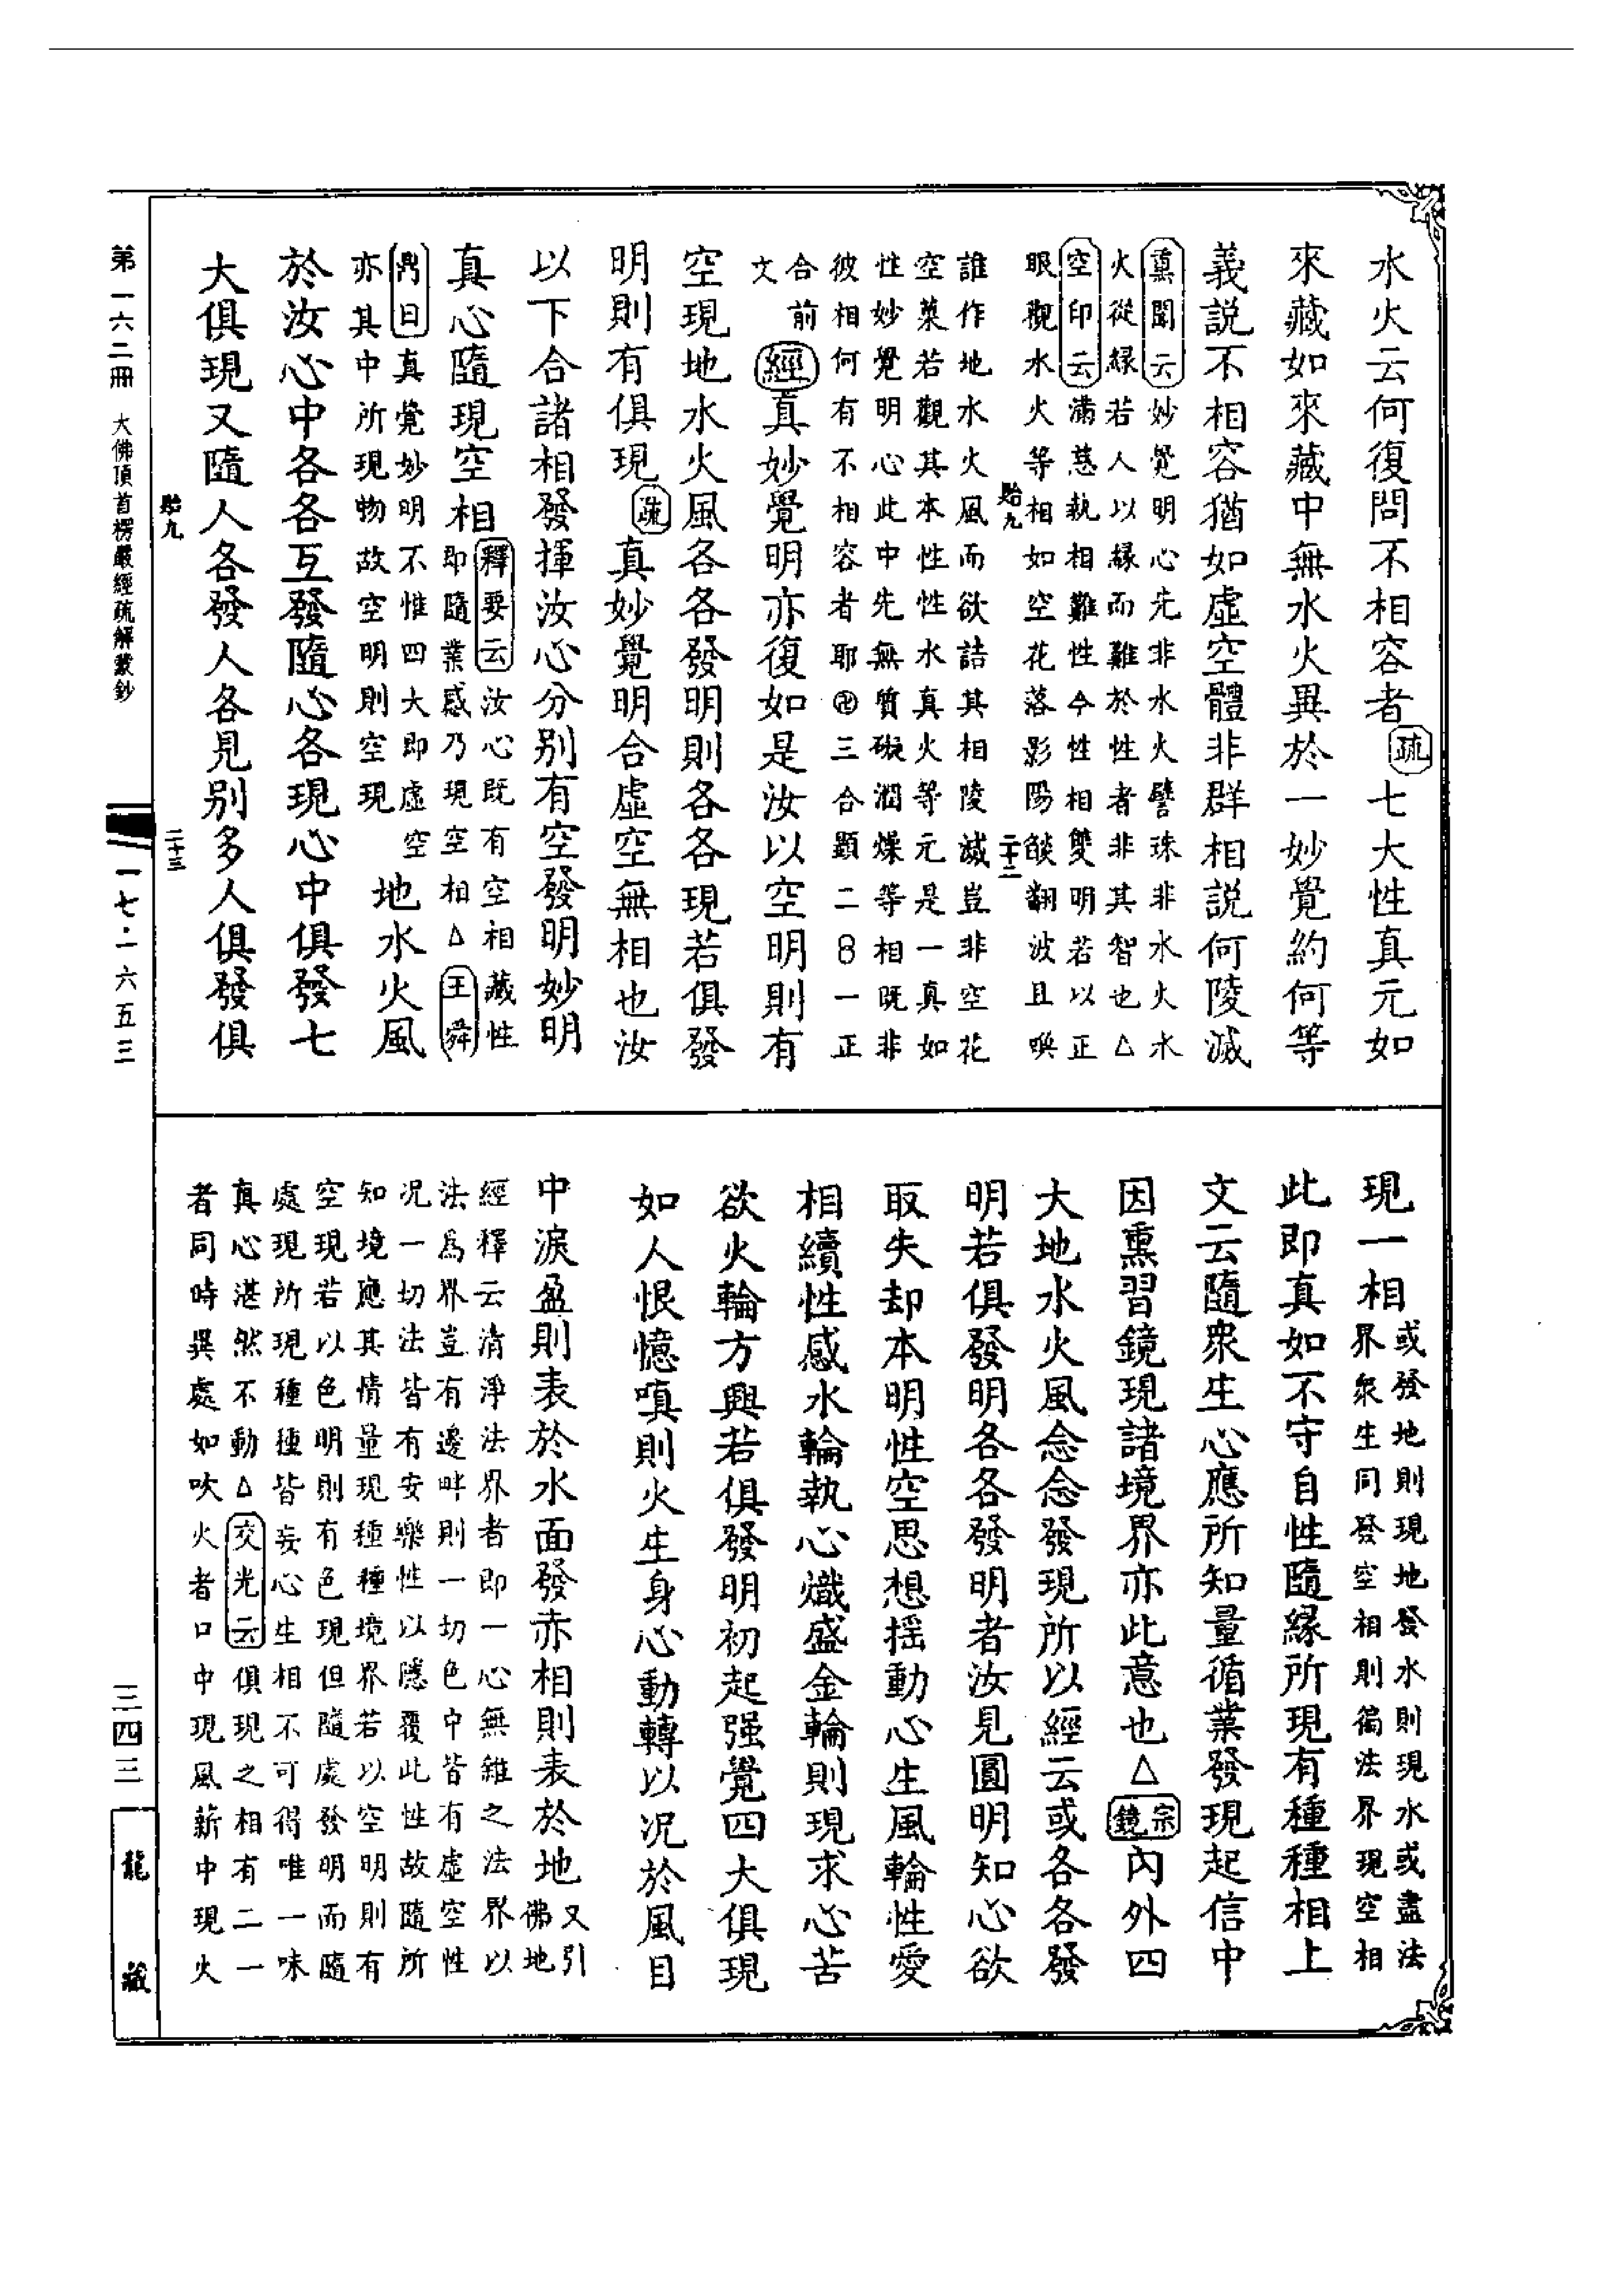 水火云何復問不相容者疏七大性真元如
來藏如來藏中無水火異於一妙覺約何等
義説不相容猶如虛空體非群相説何陵滅
熏聞云妙覺明心先非水火譬珠非水火水
火從緣若人以緣而難於性者非其智也△
空印云滿慈執相難性今性相雙明若以正
眼觀水火等相如空花落影陽燄翻波且喚
貽九
二十二
誰作地水火風而欲詰其相陵滅豈非空花
空菓若觀其本性性水真火等元是一真如
性妙覺明心此中先無質礙潤燥等相既非
彼相何有不相容者耶卍三合顯二8一正
合前
文
經真妙覺明亦復如是汝以空明則有
空現地水火風各各發明則各各現若俱發
明則有俱現疏真妙覺明合虛空無相也汝
以下合諸相發揮汝心分别有空發明妙明
真心隨現空相
釋要云汝心既有空相藏性
即隨業感乃現空相△王舜
鼎曰真覺妙明不惟四大即虛空
亦其中所現物故空明則空現
地水火風
於汝心中各各互發隨心各現心中俱發七
大俱現又隨人各發人各見别多人俱發俱
貽九
二十三
現一相
或發地則現地發水則現水或盡法
界衆生同發空相則徧法界現空相
此即真如不守自性隨緣所現有種種相上
文云隨衆生心應所知量循業發現起信中
因熏習鏡現諸境界亦此意也△宗鏡內外四
大地水火風念念發現所以經云或各各發
明若俱發明各各發明者汝見圓明知心欲
取失却本明性空思想揺動心生風輪性愛
相續性感水輪執心熾盛金輪則現求心苦
欲火輪方興若俱發明初起强覺四大俱現
如人恨憶嗔則火生身心動轉以況於風目
中淚盈則表於水面發赤相則表於地
又引
佛地
經釋云清淨法界者即一心無雜之法界以
法為界豈有邊畔則一切色中皆有虛空性
況一切法皆有安樂性以隱覆此性故隨所
知境應其情量現種種境界若以空明則有
空現若以色明則有色現但隨處發明而隨
處現所現種種皆妄心生相不可得唯一味
真心湛然不動△交光云俱現之相有二一
者同時異處如吹火者口中現風薪中現火
第一六二冊
大佛頂首楞嚴經疏解蒙鈔
一七·一六五三
三四三
龍藏